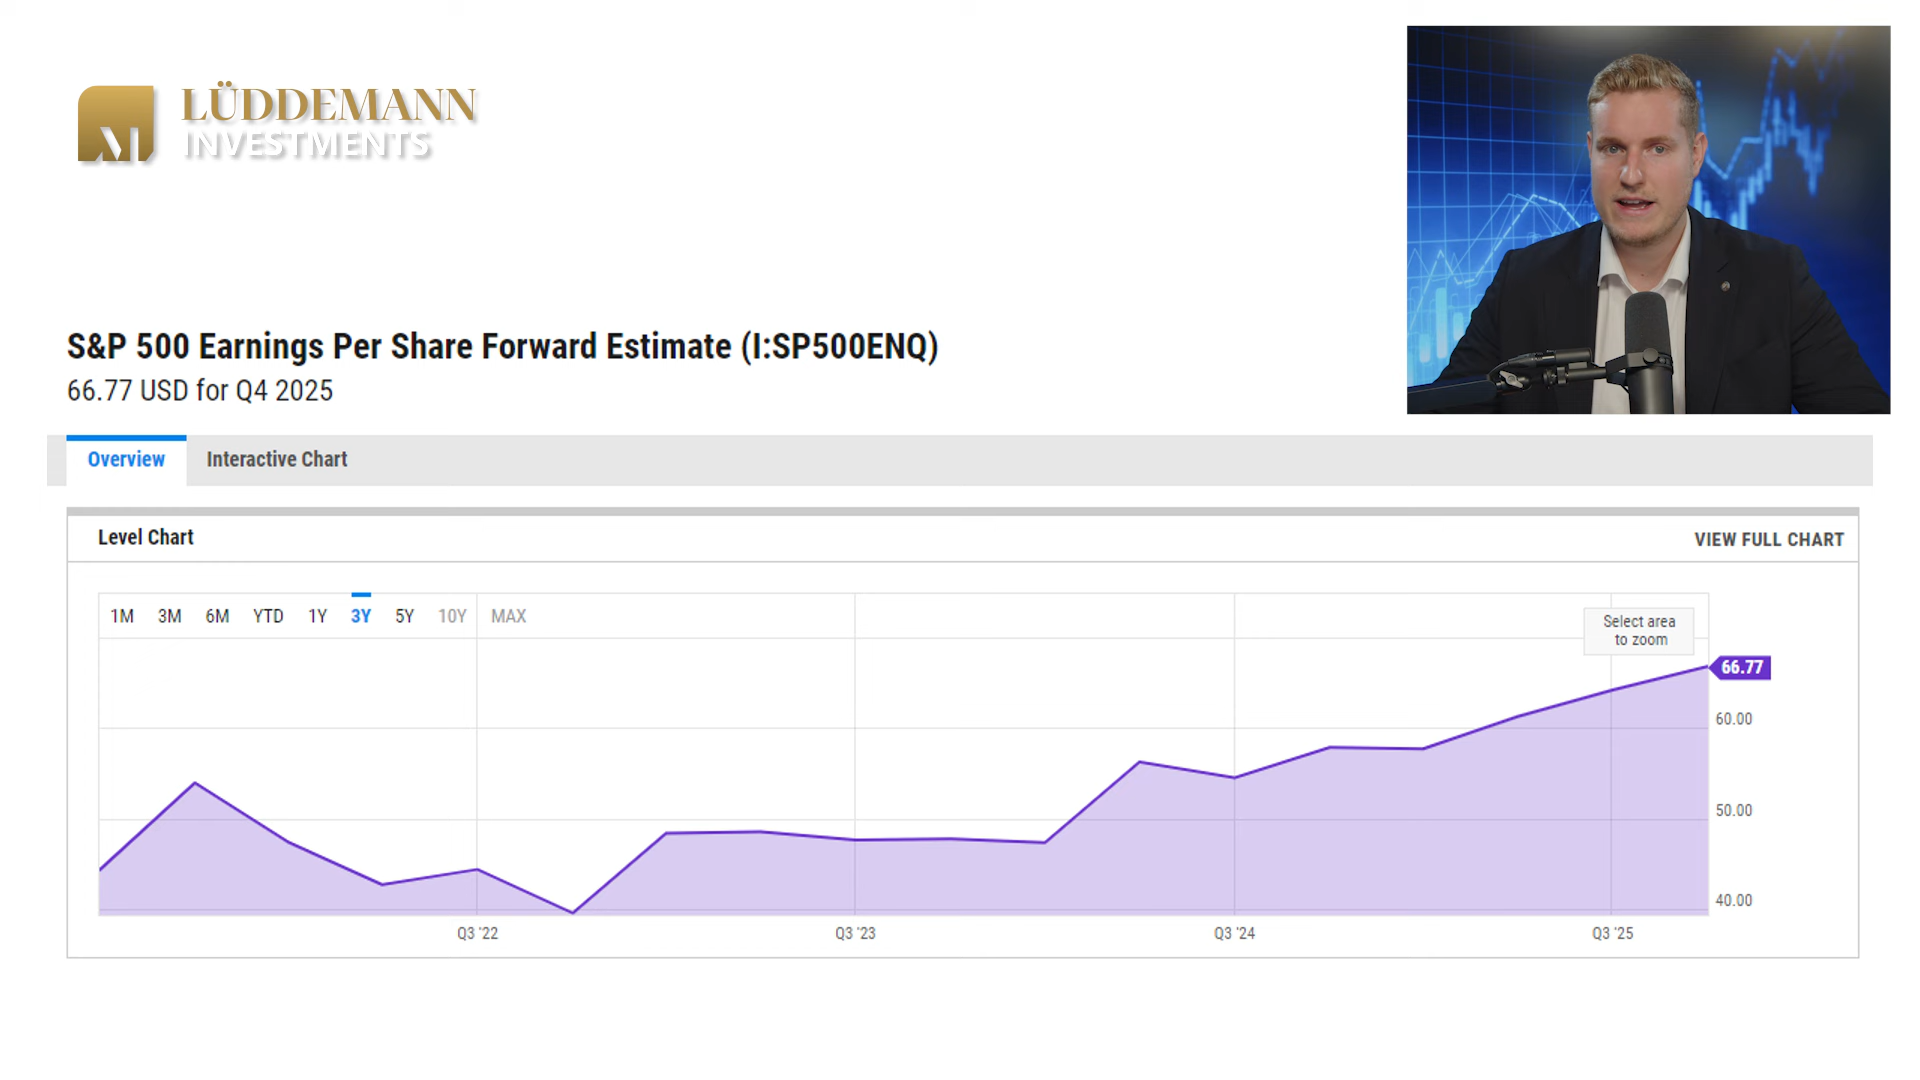 LÜDDEMANN
INVESTMENTS
S&P 500 Earnings Per Share Forward Estimate (I:SP500ENQ)
66.77 USD for Q4 2025
Overview Interactive Chart
Level Chart VIEW FULL CHART
1M 3M 6M YTD 1Y 3Y 5Y 10Y MAX
Select area
to zoom
66.77
60.00
50.00
40.00
Q3 '22 Q3 '23 Q3 '24 Q3 '25